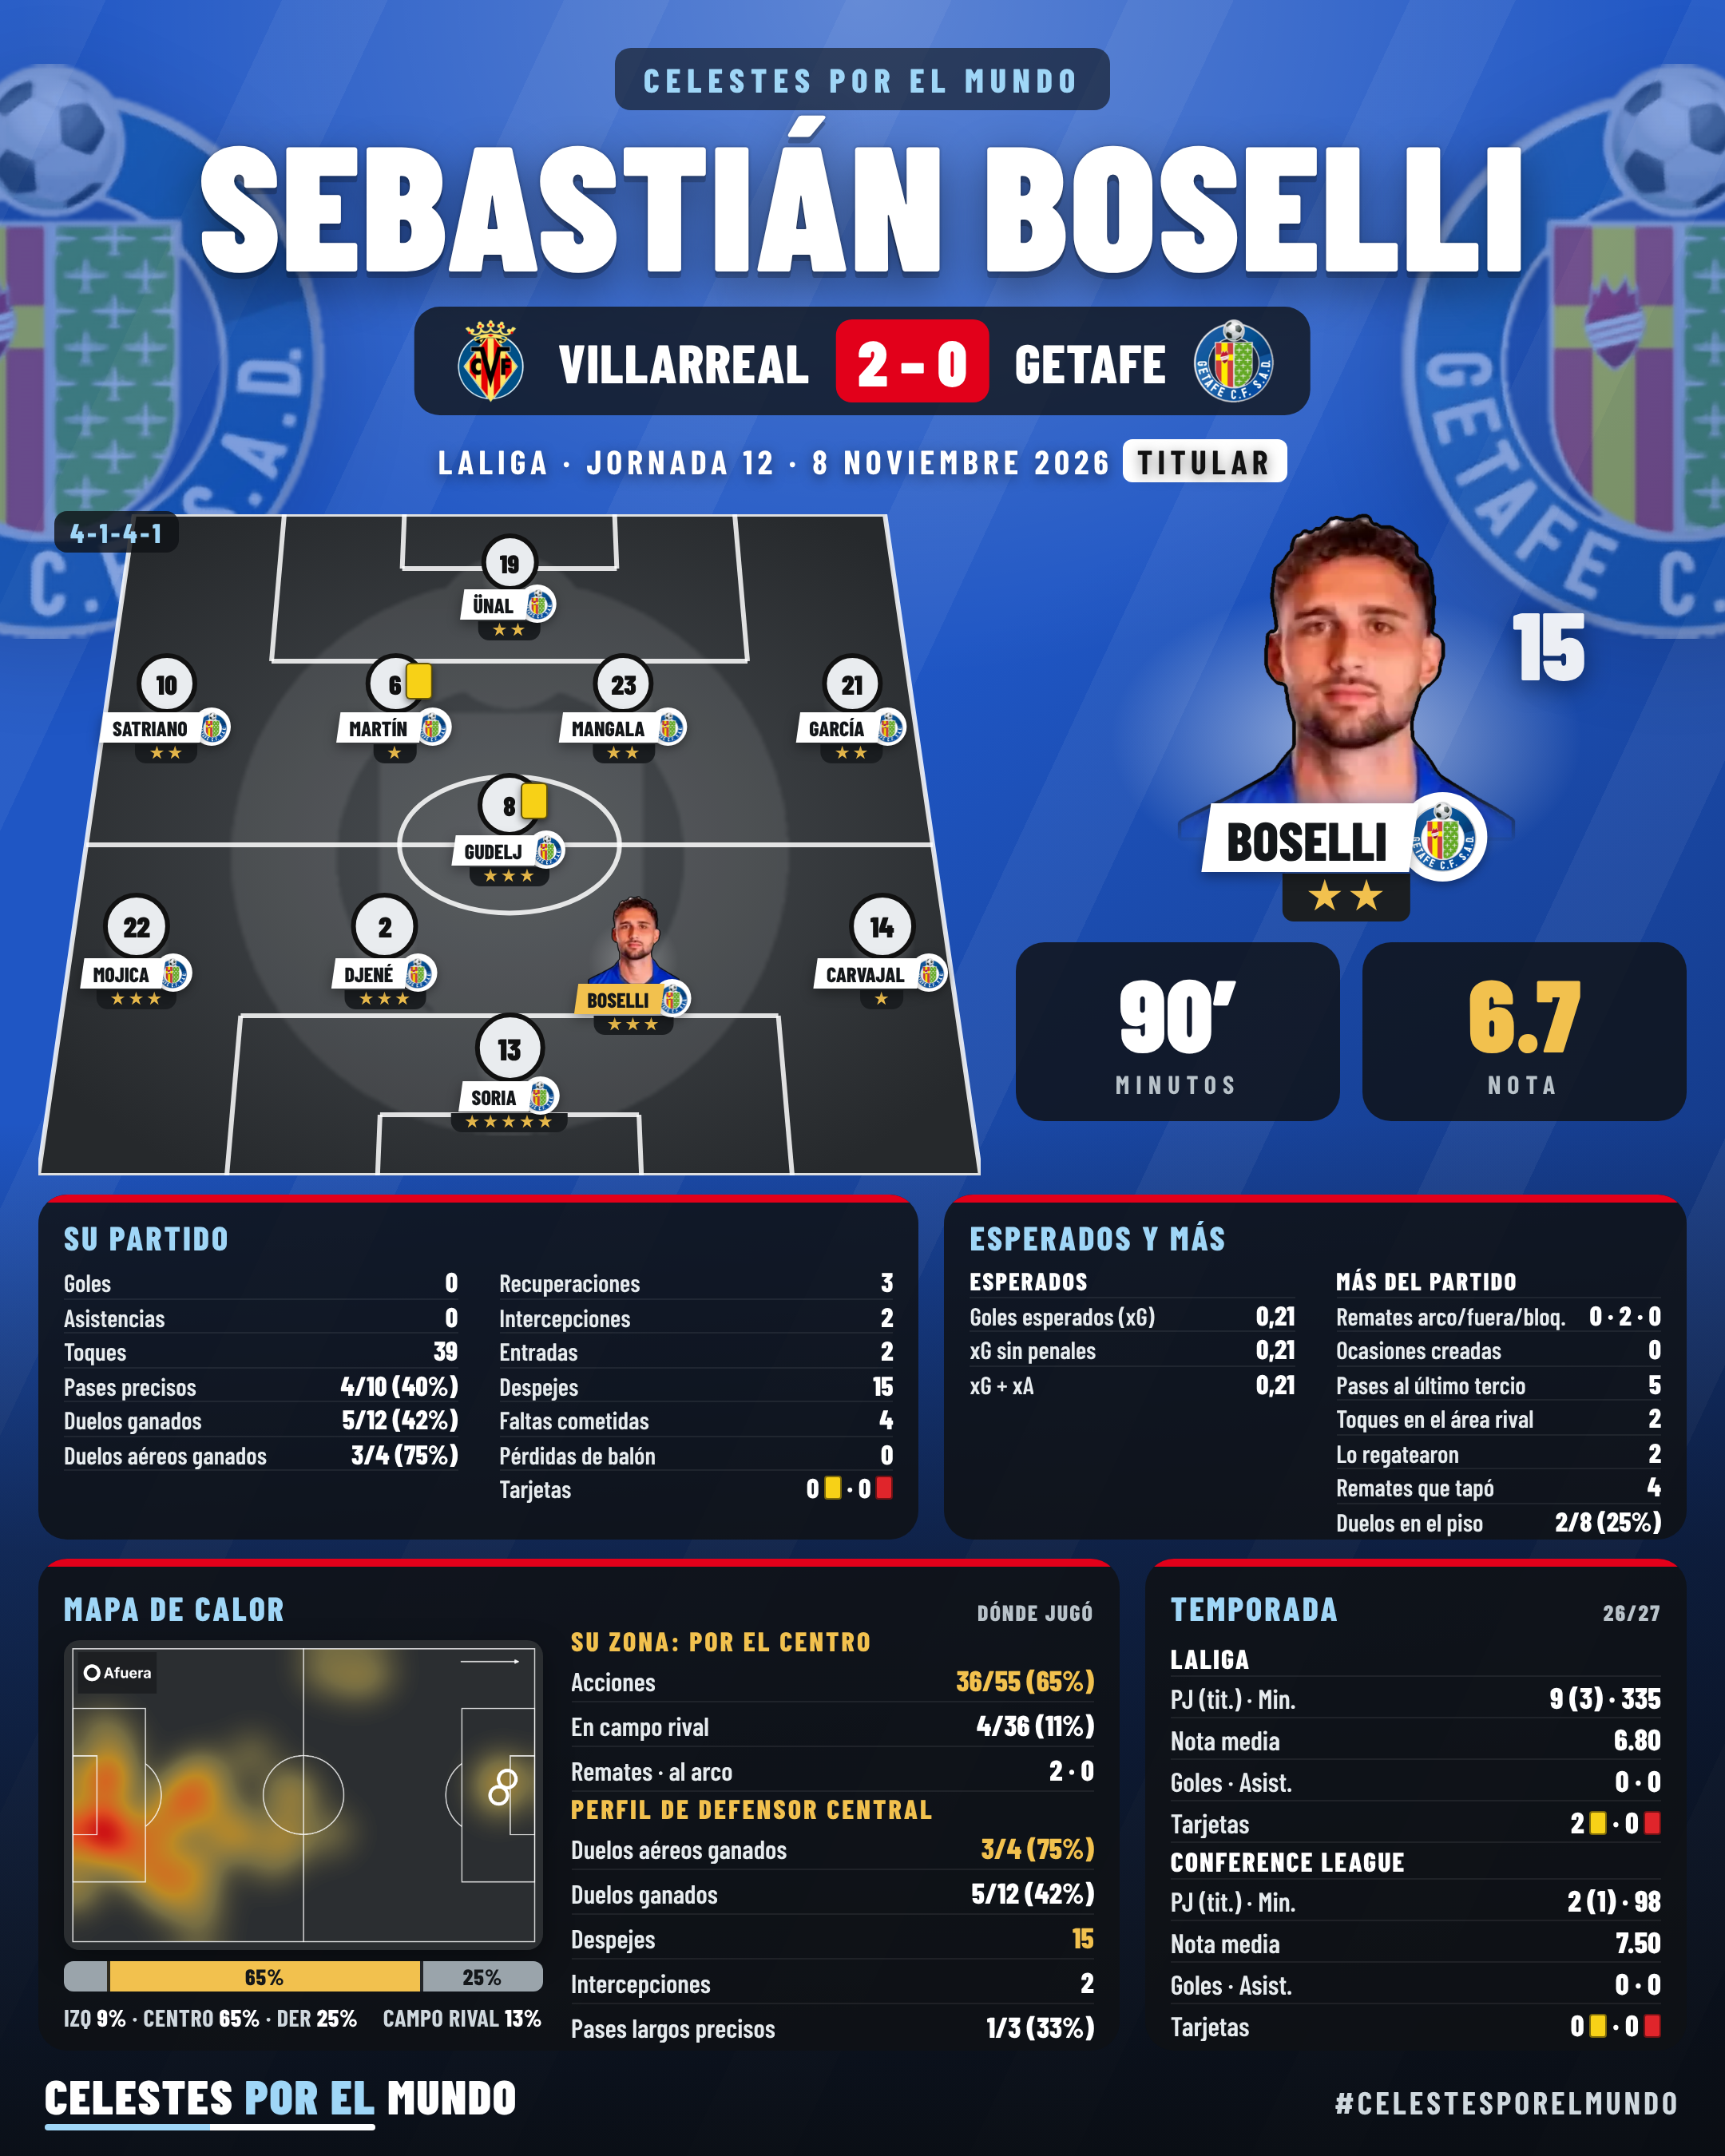 CELESTES POR EL MUNDO
SEBASTIÁN BOSELLI
VILLARREAL 2 - 0 GETAFE
LALIGA · JORNADA 12 · 8 NOVIEMBRE 2026 TITULAR
4-1-4-1
19
ÜNAL
10 6 23 21
SATRIANO MARTÍN MANGALA GARCÍA
8
GUDELJ
22 2 14
MOJICA DJENÉ BOSELLI CARVAJAL
13
SORIA
15
BOSELLI
GETAFE C.F. S.A.D.
90′
MINUTOS
6.7
NOTA
SU PARTIDO
Goles 0
Asistencias 0
Toques 39
Pases precisos 4/10 (40%)
Duelos ganados 5/12 (42%)
Duelos aéreos ganados 3/4 (75%)
Recuperaciones 3
Intercepciones 2
Entradas 2
Despejes 15
Faltas cometidas 4
Pérdidas de balón 0
Tarjetas 0 · 0
ESPERADOS Y MÁS
ESPERADOS
Goles esperados (xG) 0,21
xG sin penales 0,21
xG + xA 0,21
MÁS DEL PARTIDO
Remates arco/fuera/bloq. 0 · 2 · 0
Ocasiones creadas 0
Pases al último tercio 5
Toques en el área rival 2
Lo regatearon 2
Remates que tapó 4
Duelos en el piso 2/8 (25%)
MAPA DE CALOR
DÓNDE JUGÓ
Afuera
65% 25%
IZQ 9% · CENTRO 65% · DER 25% CAMPO RIVAL 13%
SU ZONA: POR EL CENTRO
Acciones 36/55 (65%)
En campo rival 4/36 (11%)
Remates · al arco 2 · 0
PERFIL DE DEFENSOR CENTRAL
Duelos aéreos ganados 3/4 (75%)
Duelos ganados 5/12 (42%)
Despejes 15
Intercepciones 2
Pases largos precisos 1/3 (33%)
TEMPORADA 26/27
LALIGA
PJ (tit.) · Min. 9 (3) · 335
Nota media 6.80
Goles · Asist. 0 · 0
Tarjetas 2 · 0
CONFERENCE LEAGUE
PJ (tit.) · Min. 2 (1) · 98
Nota media 7.50
Goles · Asist. 0 · 0
Tarjetas 0 · 0
CELESTES POR EL MUNDO
#CELESTESPORELMUNDO